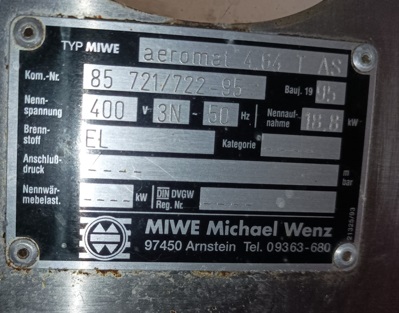 TYP MIWE aeromat 4.64 T AS
Kom.-Nr. 85 721/722-95 Bauj. 19 95
Nenn-
spannung 400 V 3N ~ 50 Hz Nennauf-
nahme 18.8 kW
Brenn-
stoff EL Kategorie
Anschluß-
druck ---- m
bar
Nennwär-
mebelast. ---- kW DIN DVGW
Reg. Nr. ----
MIWE Michael Wenz
97450 Arnstein Tel. 09363-680